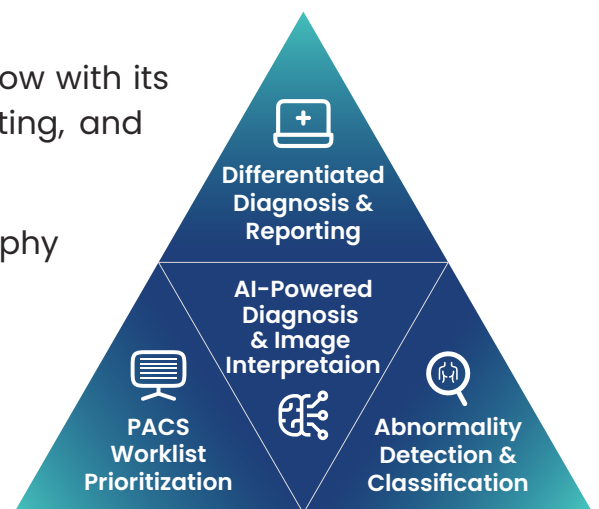 ow with its
ting, and
phy
Differentiated
Diagnosis &
Reporting
AI-Powered
Diagnosis
& Image
Interpretaion
PACS
Worklist
Prioritization
Abnormality
Detection &
Classification